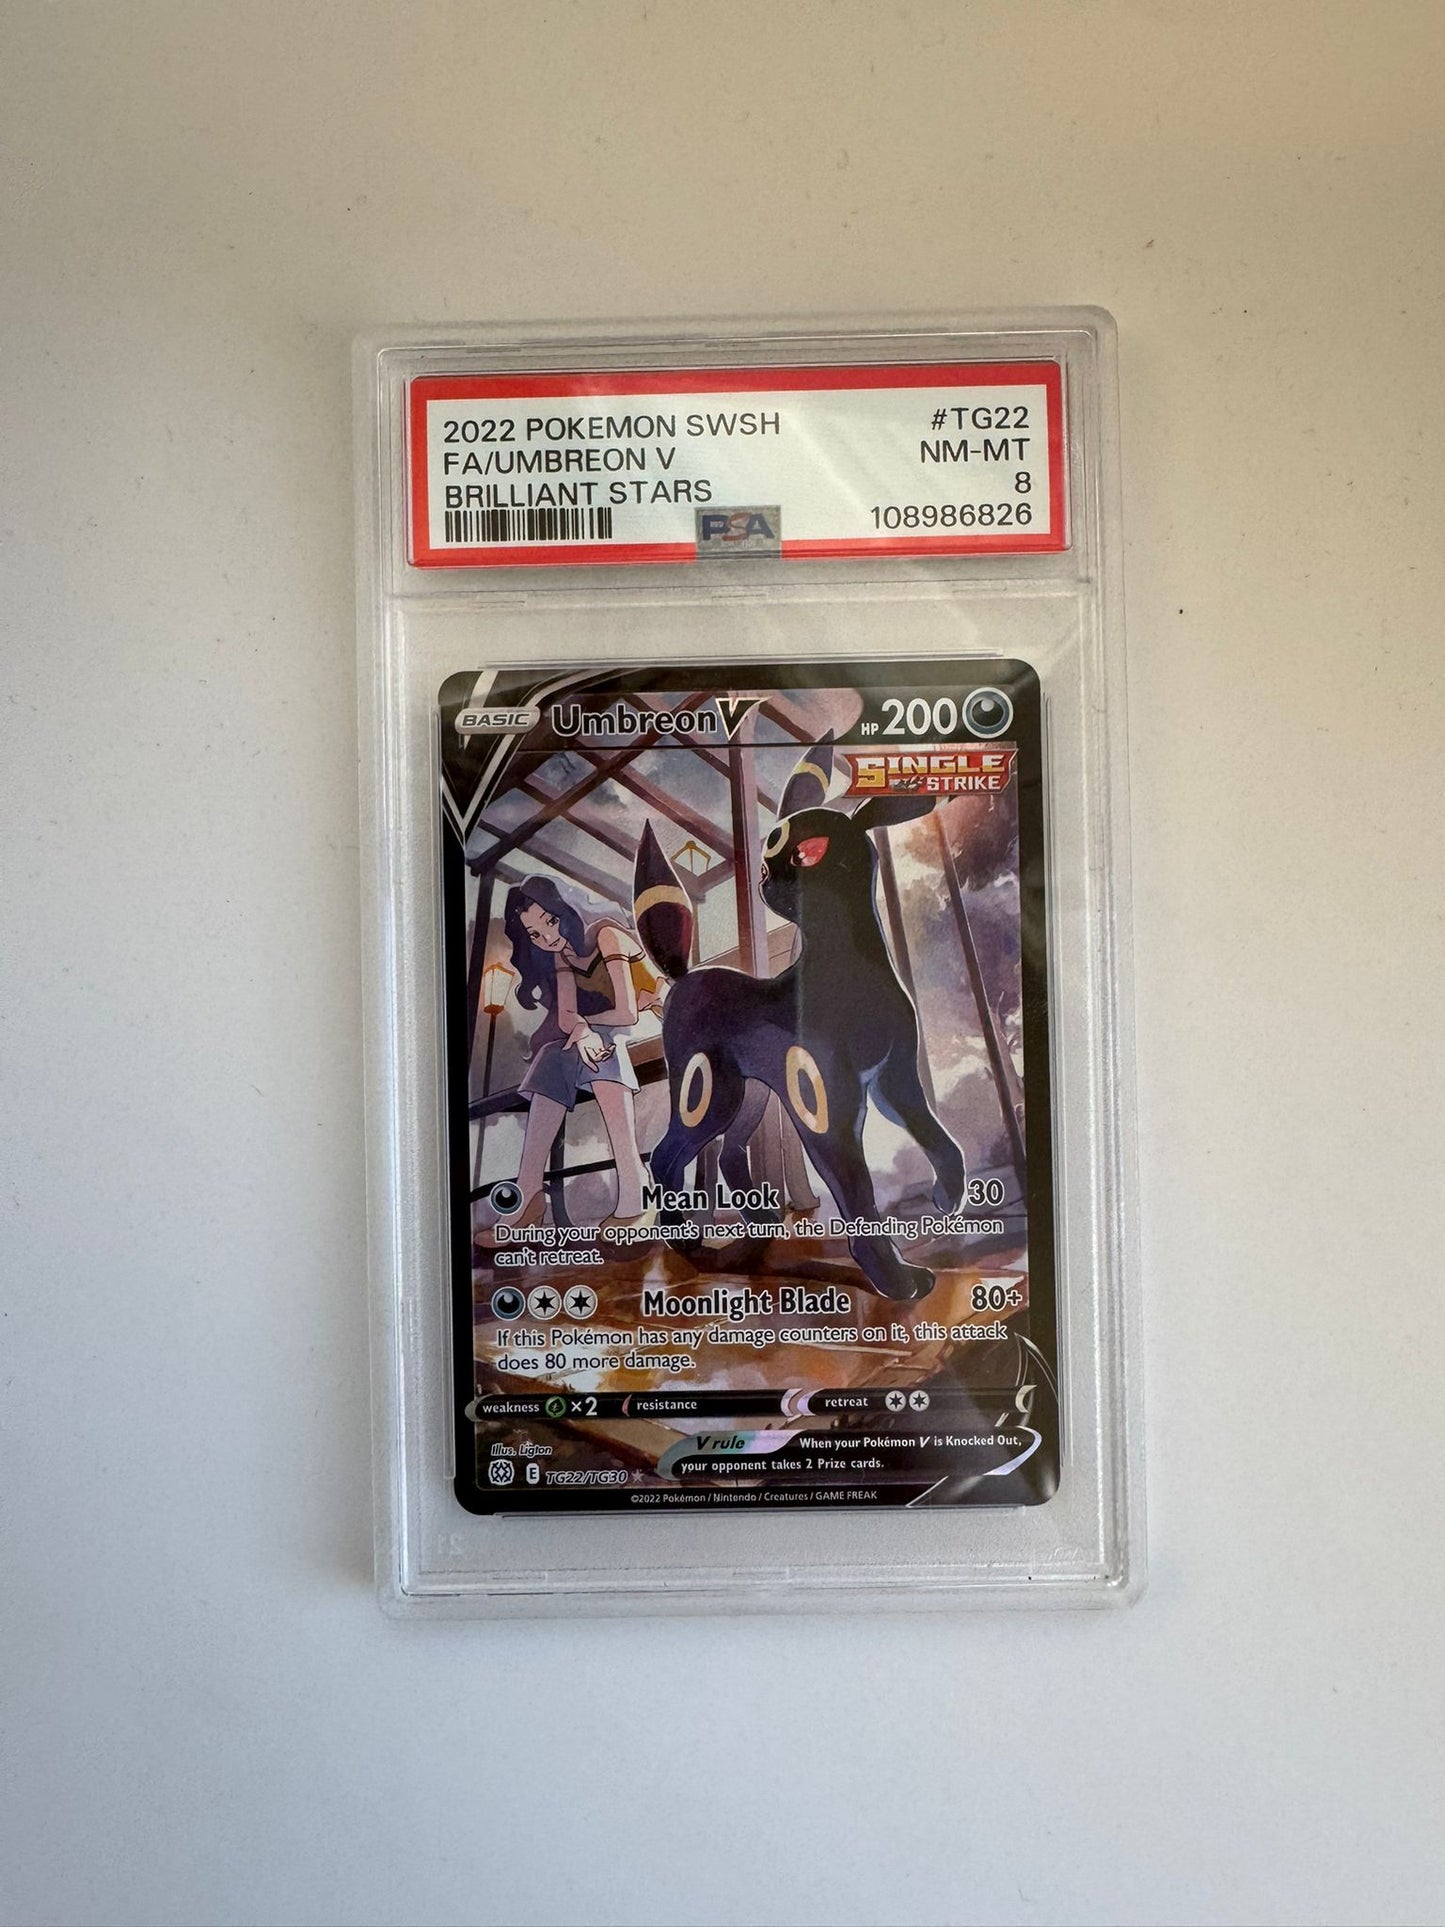 2022 POKEMON SWSH #TG22
FA/UMBREON V NM-MT
BRILLIANT STARS 8
PSA 108986826
BASIC Umbreon V HP 200
SINGLE
STRIKE
Mean Look 30
During your opponent's next turn, the Defending Pokémon
can't retreat.
Moonlight Blade 80+
If this Pokémon has any damage counters on it, this attack
does 80 more damage.
weakness ×2 resistance retreat
V rule When your Pokémon V is Knocked Out,
your opponent takes 2 Prize cards.
Illus. Ligton
E TG22/TG30
©2022 Pokémon / Nintendo / Creatures / GAME FREAK